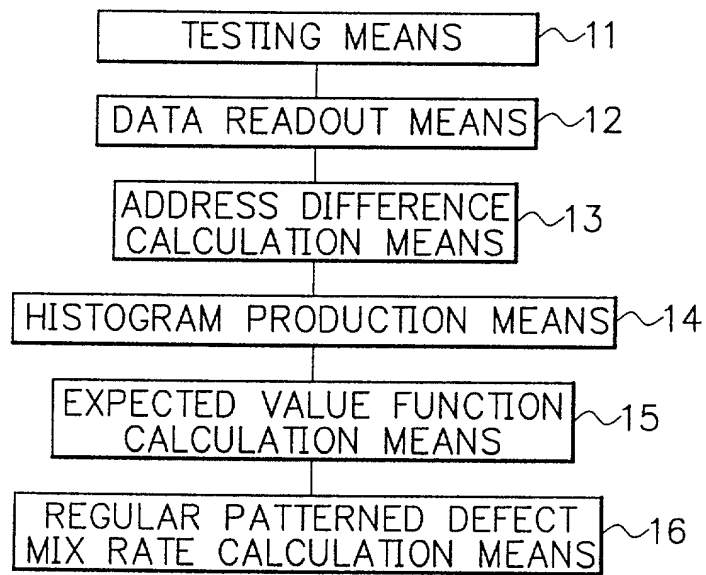 TESTING MEANS 11
DATA READOUT MEANS 12
ADDRESS DIFFERENCE
CALCULATION MEANS 13
HISTOGRAM PRODUCTION MEANS 14
EXPECTED VALUE FUNCTION
CALCULATION MEANS 15
REGULAR PATTERNED DEFECT
MIX RATE CALCULATION MEANS 16